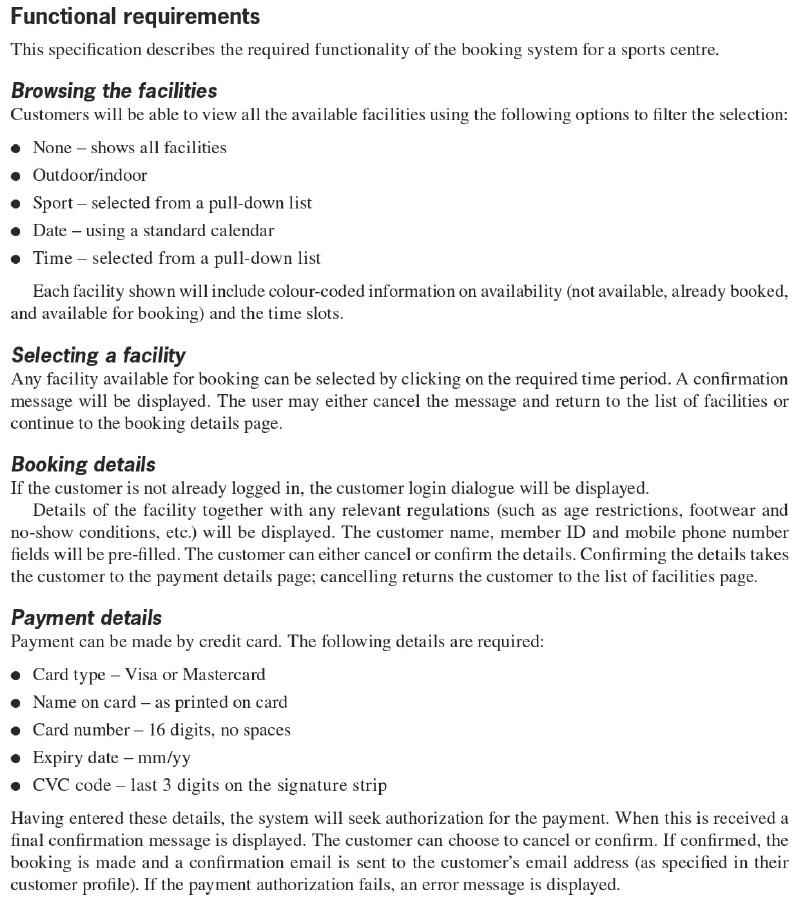 Functional requirements
This specification describes the required functionality of the booking system for a sports centre.
Browsing the facilities
Customers will be able to view all the available facilities using the following options to filter the selection:
● None – shows all facilities
● Outdoor/indoor
● Sport – selected from a pull-down list
● Date – using a standard calendar
● Time – selected from a pull-down list
Each facility shown will include colour-coded information on availability (not available, already booked,
and available for booking) and the time slots.
Selecting a facility
Any facility available for booking can be selected by clicking on the required time period. A confirmation
message will be displayed. The user may either cancel the message and return to the list of facilities or
continue to the booking details page.
Booking details
If the customer is not already logged in, the customer login dialogue will be displayed.
Details of the facility together with any relevant regulations (such as age restrictions, footwear and
no-show conditions, etc.) will be displayed. The customer name, member ID and mobile phone number
fields will be pre-filled. The customer can either cancel or confirm the details. Confirming the details takes
the customer to the payment details page; cancelling returns the customer to the list of facilities page.
Payment details
Payment can be made by credit card. The following details are required:
● Card type – Visa or Mastercard
● Name on card – as printed on card
● Card number – 16 digits, no spaces
● Expiry date – mm/yy
● CVC code – last 3 digits on the signature strip
Having entered these details, the system will seek authorization for the payment. When this is received a
final confirmation message is displayed. The customer can choose to cancel or confirm. If confirmed, the
booking is made and a confirmation email is sent to the customer's email address (as specified in their
customer profile). If the payment authorization fails, an error message is displayed.